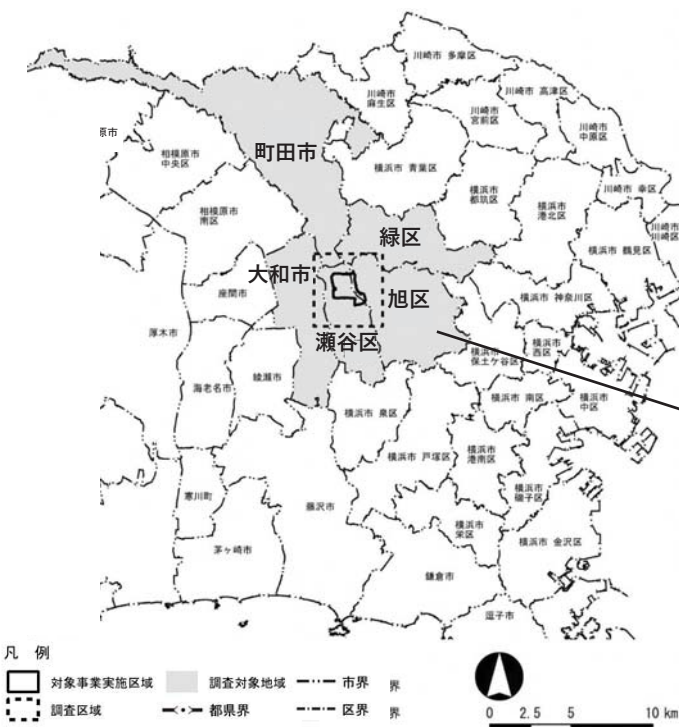 川崎市 多摩区
川崎市
麻生区
川崎市 高津区
川崎市
宮前区
川崎市
中原区
原市
相模原市
中央区
町田市
横浜市 青葉区
横浜市
都筑区
横浜市
港北区
川崎市 幸区
川崎市
川崎区
相模原市
南区
緑区
横浜市 鶴見区
大和市
座間市
旭区
横浜市 神奈川区
厚木市
瀬谷区
横浜市
保土ケ谷区
横浜市
西区
海老名市
綾瀬市
横浜市 泉区
横浜市 南区
横浜市
中区
横浜市 戸塚区
横浜市
港南区
寒川町
藤沢市
横浜市
磯子区
横浜市
栄区
横浜市 金沢区
茅ヶ崎市
鎌倉市
逗子市
凡 例
対象事業実施区域
調査対象地域
市界
界
調査区域
都県界
区界
界
0 2.5 5 10 km